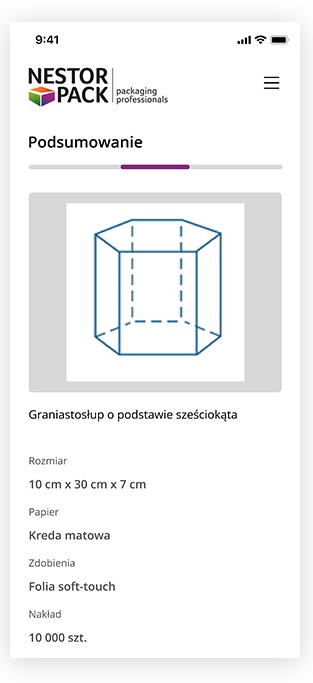 9:41
NESTOR
PACK
packaging
professionals
Podsumowanie
Graniastosłup o podstawie sześciokąta
Rozmiar
10 cm x 30 cm x 7 cm
Papier
Kreda matowa
Zdobienia
Folia soft-touch
Nakład
10 000 szt.